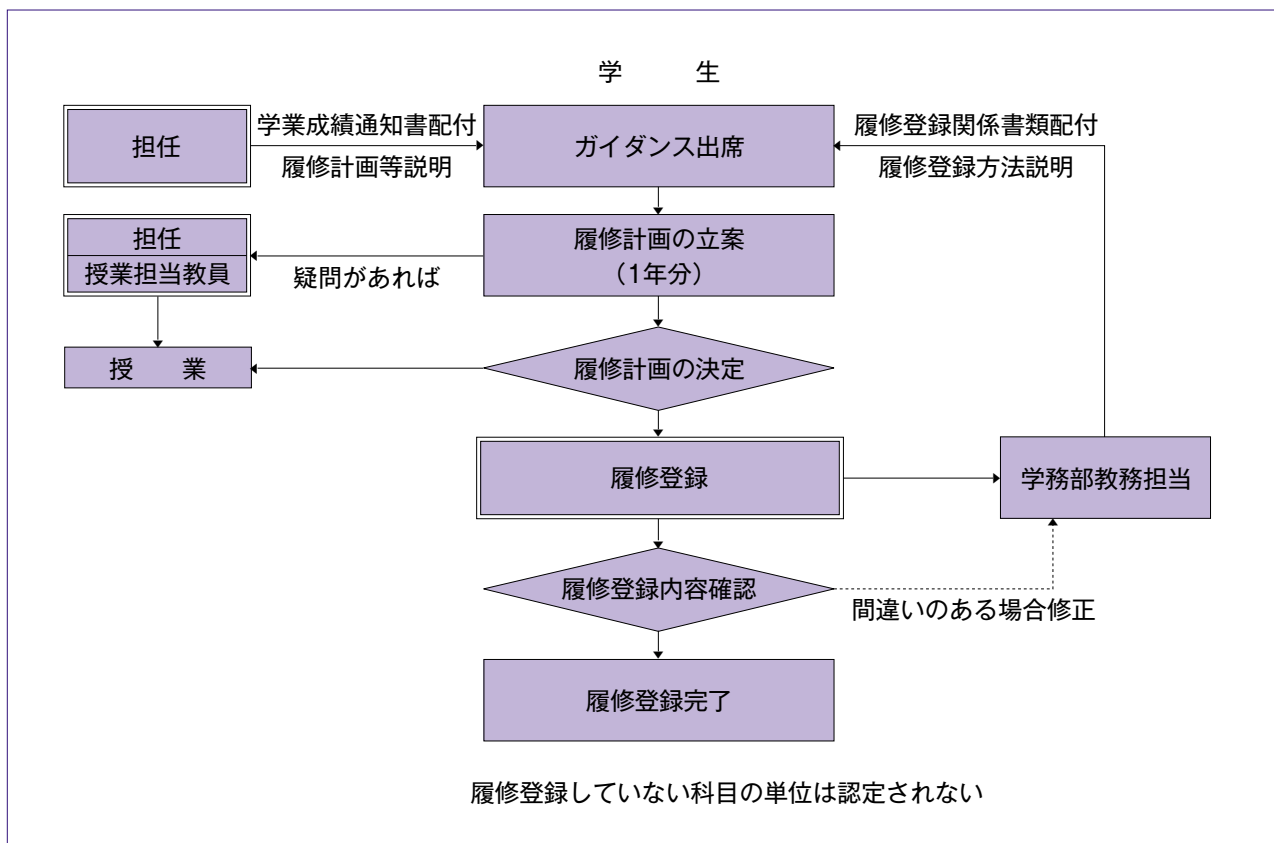 学　　生
担任
学業成績通知書配付
履修計画等説明
ガイダンス出席
履修登録関係書類配付
履修登録方法説明
担任
授業担当教員
疑問があれば
履修計画の立案
（1年分）
授　　業
履修計画の決定
履修登録
学務部教務担当
履修登録内容確認
間違いのある場合修正
履修登録完了
履修登録していない科目の単位は認定されない